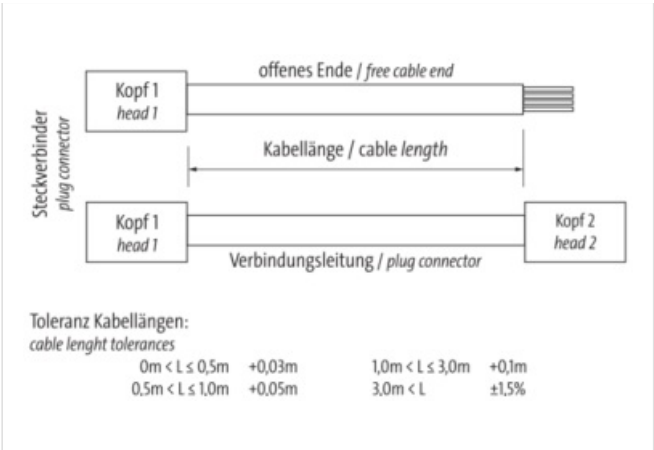 offenes Ende / free cable end
Kopf 1
head 1
Steckverbinder
plug connector
Kabellänge / cable length
Kopf 1
head 1
Kopf 2
head 2
Verbindungsleitung / plug connector
Toleranz Kabellängen:
cable lenght tolerances
0m < L ≤ 0,5m +0,03m 1,0m < L ≤ 3,0m +0,1m
0,5m < L ≤ 1,0m +0,05m 3,0m < L ±1,5%